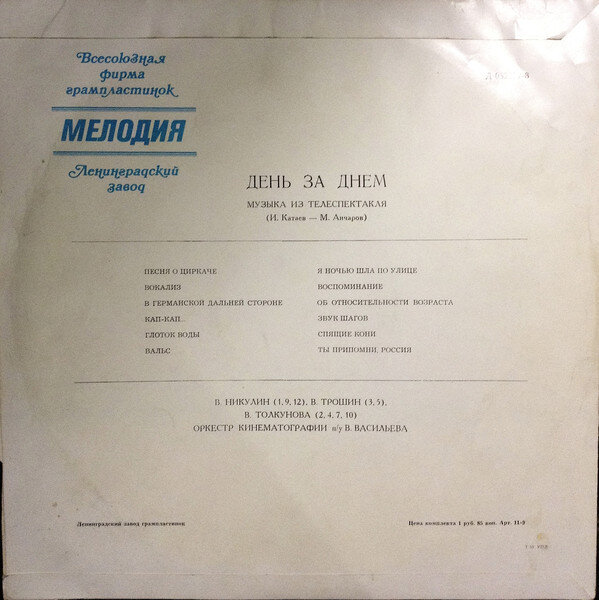 Всесоюзная
фирма
грампластинок
МЕЛОДИЯ
Ленинградский
завод
ДЕНЬ ЗА ДНЕМ
МУЗЫКА ИЗ ТЕЛЕСПЕКТАКЛЯ
(И. Катаев — М. Анчаров)
ПЕСНЯ О ЦИРКАЧЕ
ВОКАЛИЗ
В ГЕРМАНСКОЙ ДАЛЬНЕЙ СТОРОНЕ
КАП-КАП...
ГЛОТОК ВОДЫ
ВАЛЬС
Я НОЧЬЮ ШЛА ПО УЛИЦЕ
ВОСПОМИНАНИЕ
ОБ ОТНОСИТЕЛЬНОСТИ ВОЗРАСТА
ЗВУК ШАГОВ
СПЯЩИЕ КОНИ
ТЫ ПРИПОМНИ, РОССИЯ
В. НИКУЛИН (1, 9, 12), В. ТРОШИН (3, 5),
В. ТОЛКУНОВА (2, 4, 7, 10)
ОРКЕСТР КИНЕМАТОГРАФИИ п/у В. ВАСИЛЬЕВА
Ленинградский завод грампластинок
Цена комплекта 1 руб. 85 коп. Арт. 11-3